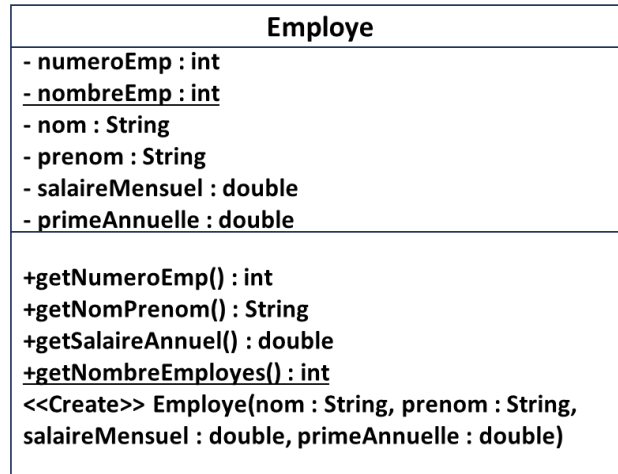 Employe
- numeroEmp : int
- nombreEmp : int
- nom : String
- prenom : String
- salaireMensuel : double
- primeAnnuelle : double
+getNumeroEmp() : int
+getNomPrenom() : String
+getSalaireAnnuel() : double
+getNombreEmployes() : int
<<Create>> Employe(nom : String, prenom : String,
salaireMensuel : double, primeAnnuelle : double)